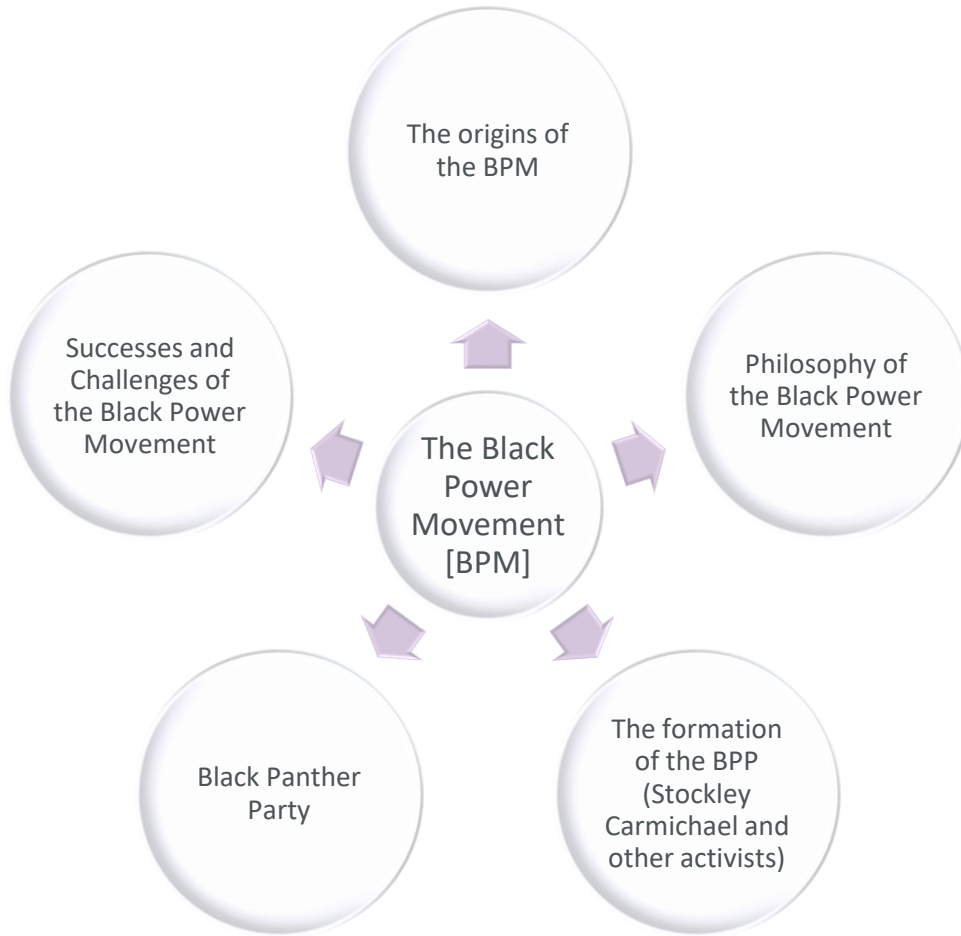 The origins of
the BPM
Philosophy of
the Black Power
Movement
The formation
of the BPP
(Stockley
Carmichael and
other activists)
Black Panther
Party
Successes and
Challenges of
the Black Power
Movement
The Black
Power
Movement
[BPM]